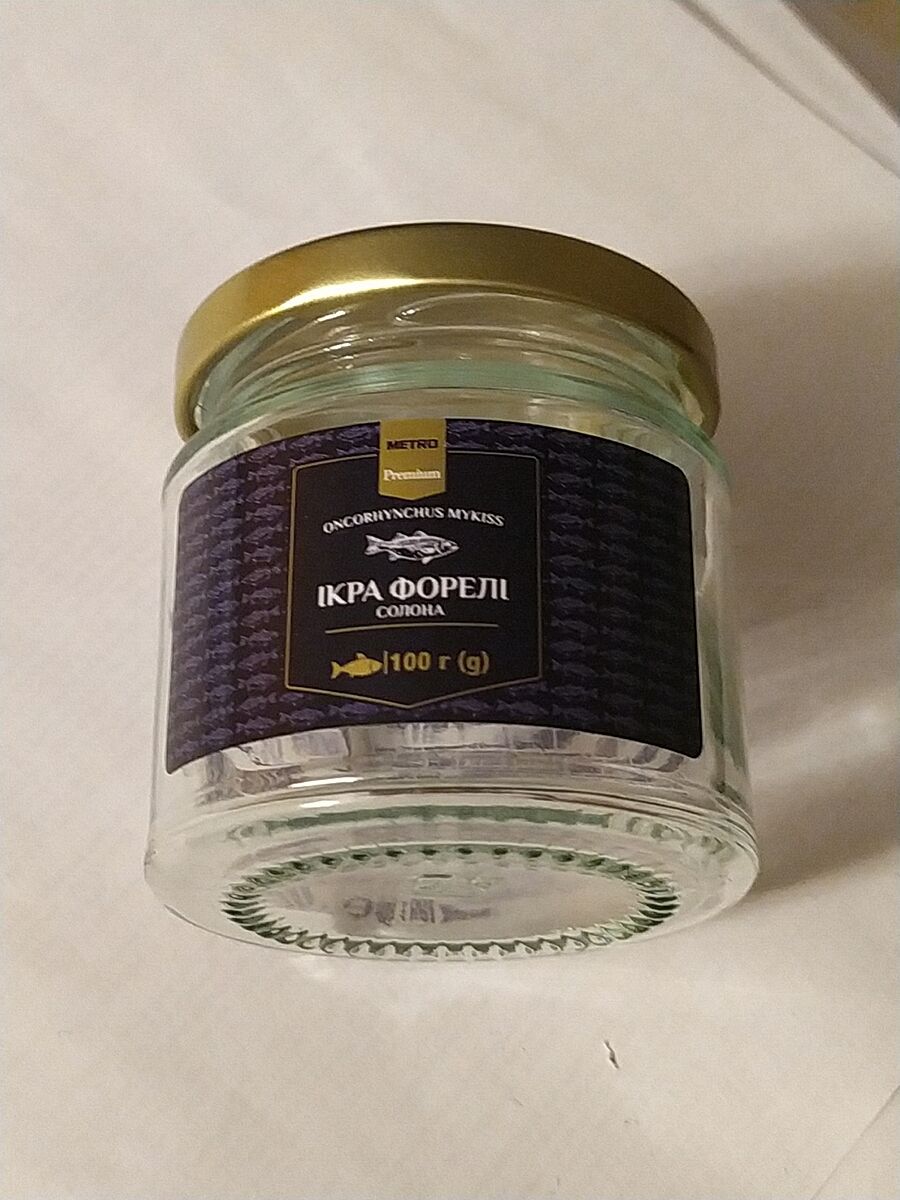 METRO
Premium
ONCORHYNCHUS MYKISS
ІКРА ФОРЕЛІ
СОЛОНА
100 г (g)